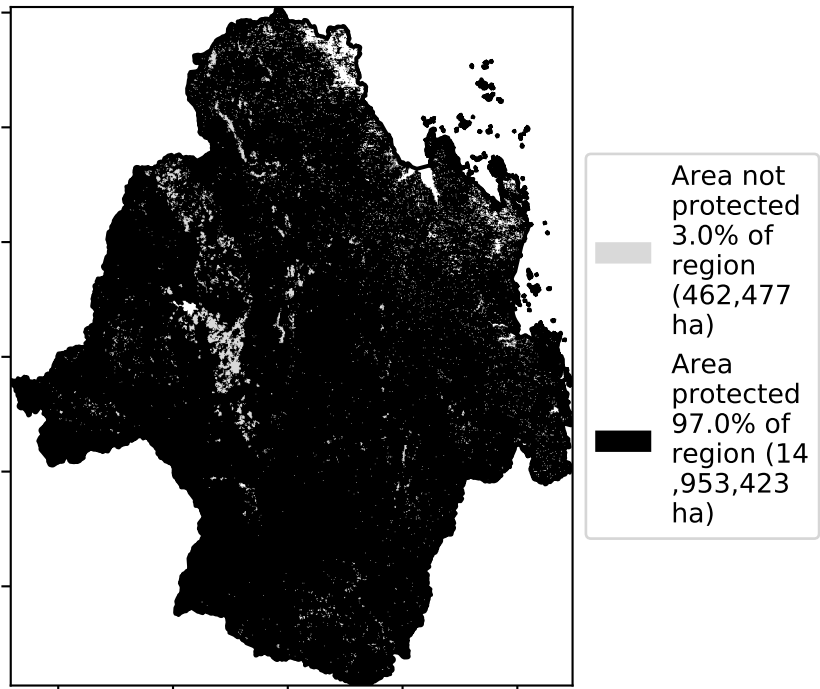 Area not
protected
3.0% of
region
(462,477
ha)
Area
protected
97.0% of
region (14
,953,423
ha)